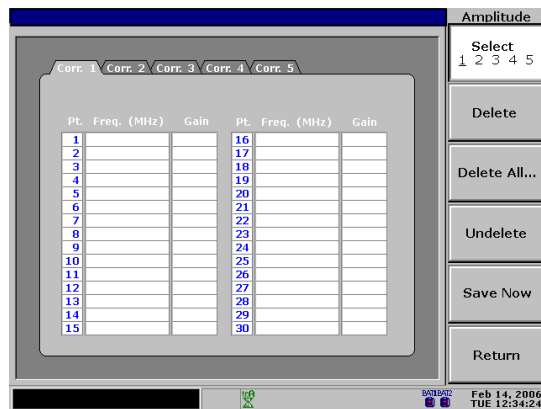 Amplitude
Select
1 2 3 4 5
Corr. 1 Corr. 2 Corr. 3 Corr. 4 Corr. 5
Delete
Pt. Freq. (MHz) Gain Pt. Freq. (MHz) Gain
1 16
2 17
3 18
Delete All...
4 19
5 20
6 21
7 22
Undelete
8 23
9 24
10 25
11 26
12 27
Save Now
13 28
14 29
15 30
Return
BAT1 BAT2 Feb 14, 2006
TUE 12:34:24